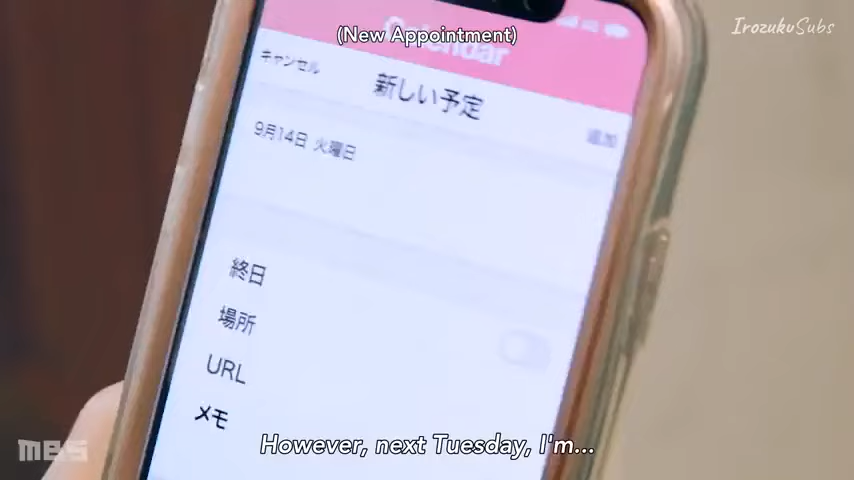 (New Appointment)
IrozukuSubs
Calendar
キャンセル
新しい予定
追加
9月14日 火曜日
終日
場所
URL
メモ
mbs
However, next Tuesday, I'm...